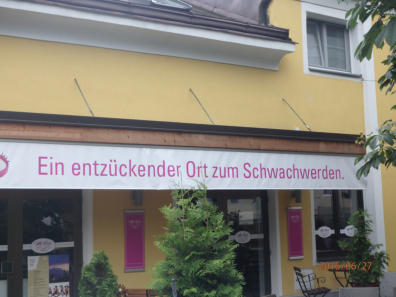 Ein entzückender Ort zum Schwachwerden.
2015/06/27